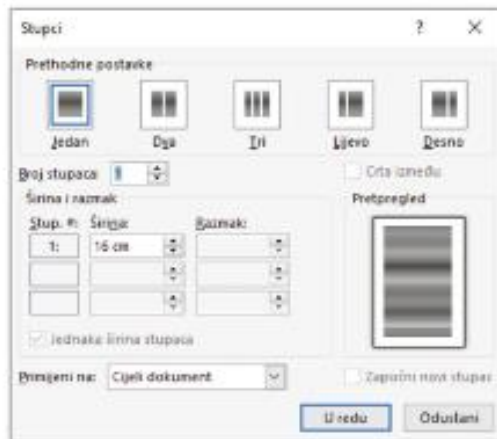 Stupci ? ×
Prethodne postavke
Jedan Dva Tri Lijevo Desno
Broj stupaca: 1 Crta između
Širina i razmak Pretpregled
Stup. #: Širina: Razmak:
1: 16 cm
Jednaka širina stupaca
Primijeni na: Cijeli dokument Započni novi stupac
U redu Odustani